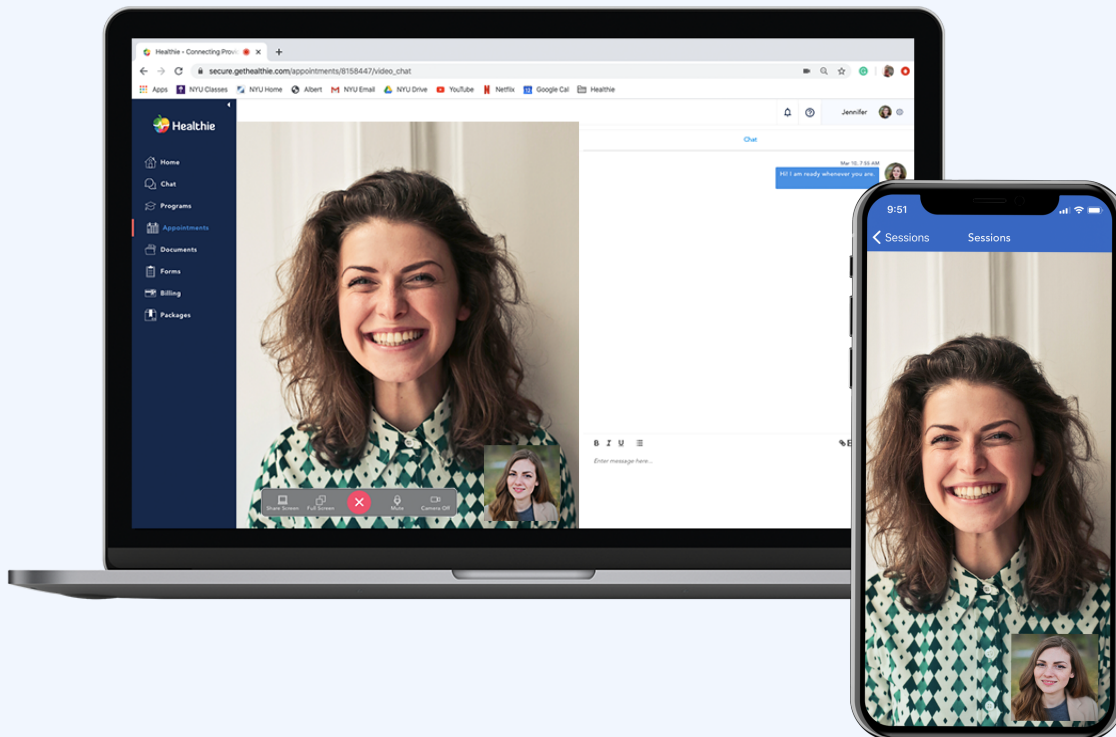 Healthie - Connecting Provi
secure.gethealthie.com/appointments/8158447/video_chat
Apps NYU Classes NYU Home Albert NYU Email NYU Drive YouTube Netflix Google Cal Healthie
Healthie
Jennifer
Home
Chat
Programs
Appointments
Documents
Forms
Billing
Packages
Chat
Mar 10, 7:55 AM
Hi! I am ready whenever you are.
B I U
Enter message here...
Share Screen Full Screen Mute Camera Off
9:51
Sessions Sessions